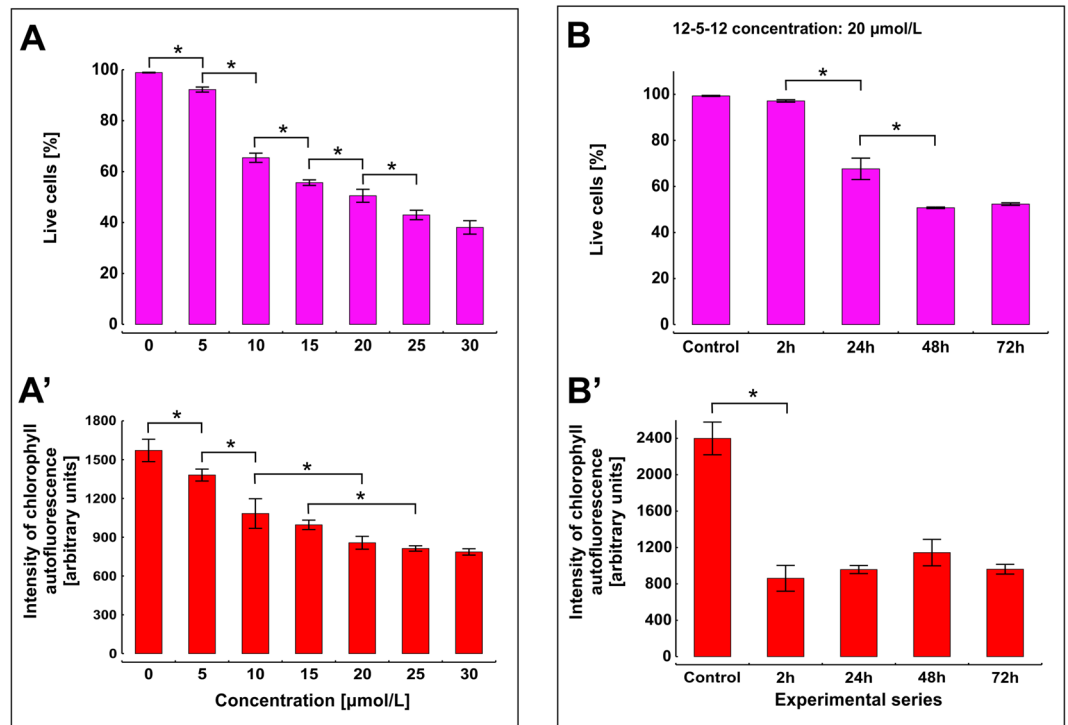 A
*
*
*
*
*
100
80
60
40
20
0
Live cells [%]
0 5 10 15 20 25 30
A'
*
*
*
*
1800
1500
1200
900
600
300
0
Intensity of chlorophyll
autofluorescence
[arbitrary units]
0 5 10 15 20 25 30
Concentration [µmol/L]
B
12-5-12 concentration: 20 µmol/L
*
*
100
80
60
40
20
0
Live cells [%]
Control 2h 24h 48h 72h
B'
*
2400
2000
1600
1200
800
400
0
Intensity of chlorophyll
autofluorescence
[arbitrary units]
Control 2h 24h 48h 72h
Experimental series